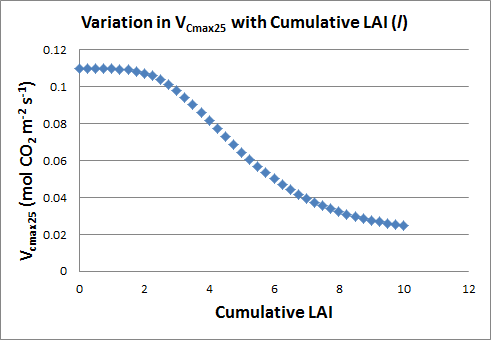 Variation in VCmax25 with Cumulative LAI (l)
0.12
0.1
0.08
0.06
0.04
0.02
0
Vcmax25 (mol CO2 m-2 s-1)
0 2 4 6 8 10 12
Cumulative LAI